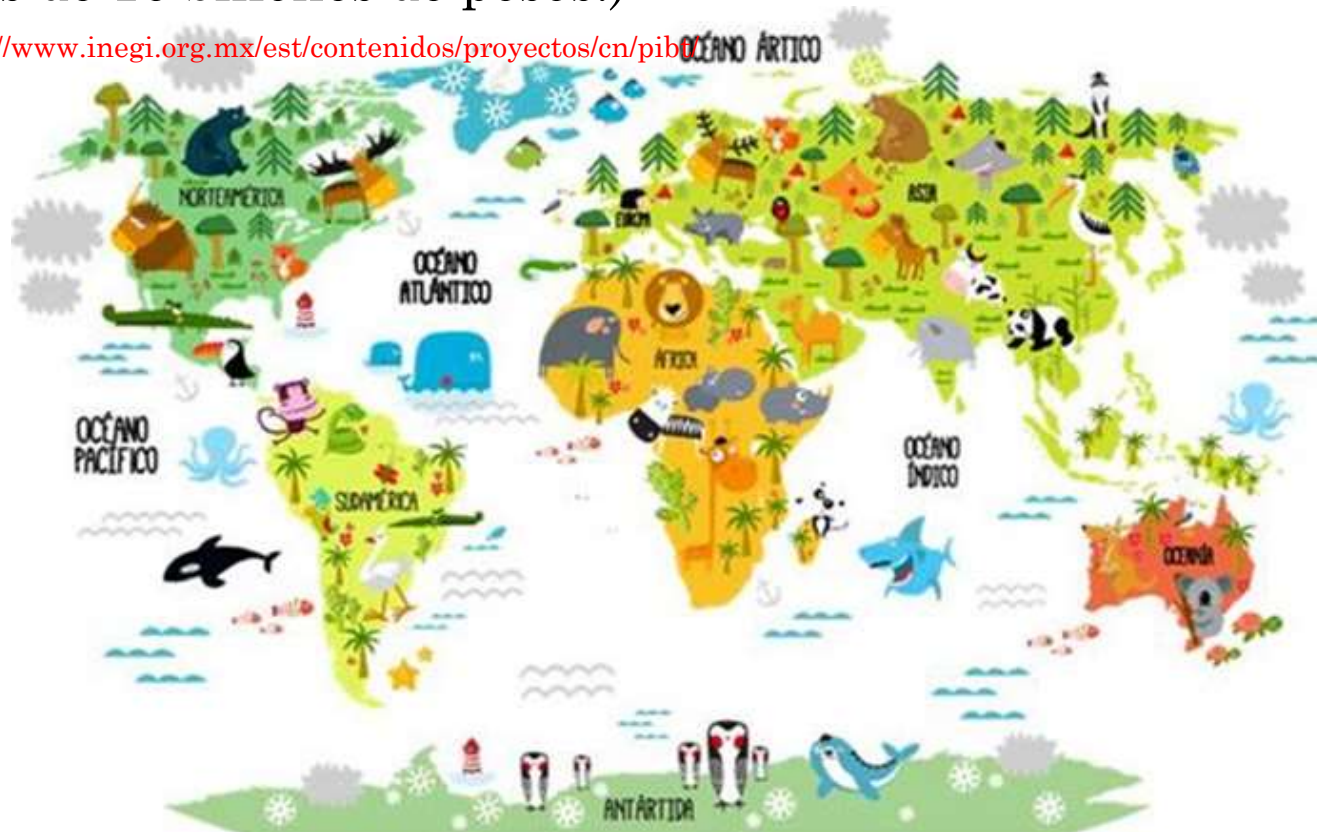 //www.inegi.org.mx/est/contenidos/proyectos/cn/pibt/
OCÉANO ÁRTICO
NORTEAMÉRICA
EUROPA
ASIA
OCÉANO
ATLÁNTICO
ÁFRICA
OCÉANO
PACÍFICO
OCÉANO
ÍNDICO
SUDAMÉRICA
OCEANÍA
ANTÁRTIDA